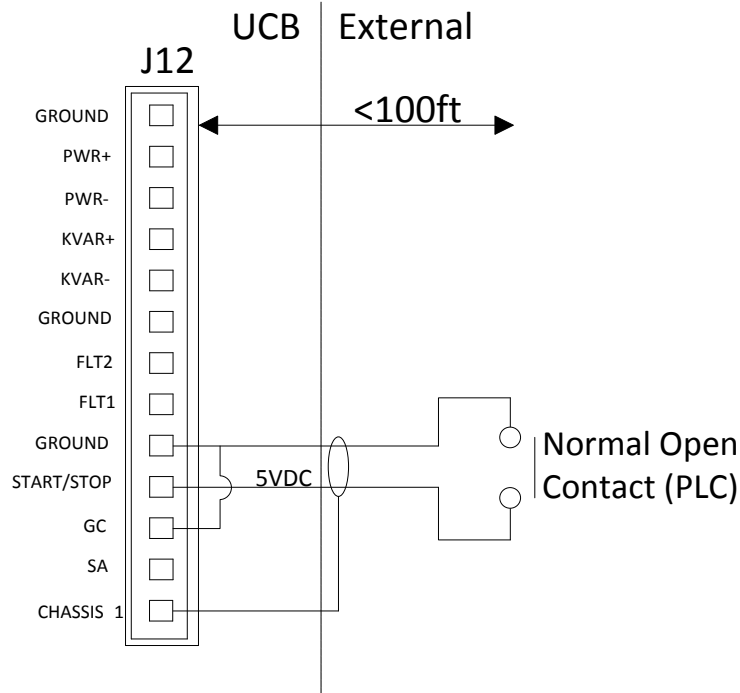 UCB
External
J12
<100ft
GROUND
PWR+
PWR-
KVAR+
KVAR-
GROUND
FLT2
FLT1
GROUND
START/STOP
5VDC
GC
SA
CHASSIS 1
Normal Open
Contact (PLC)